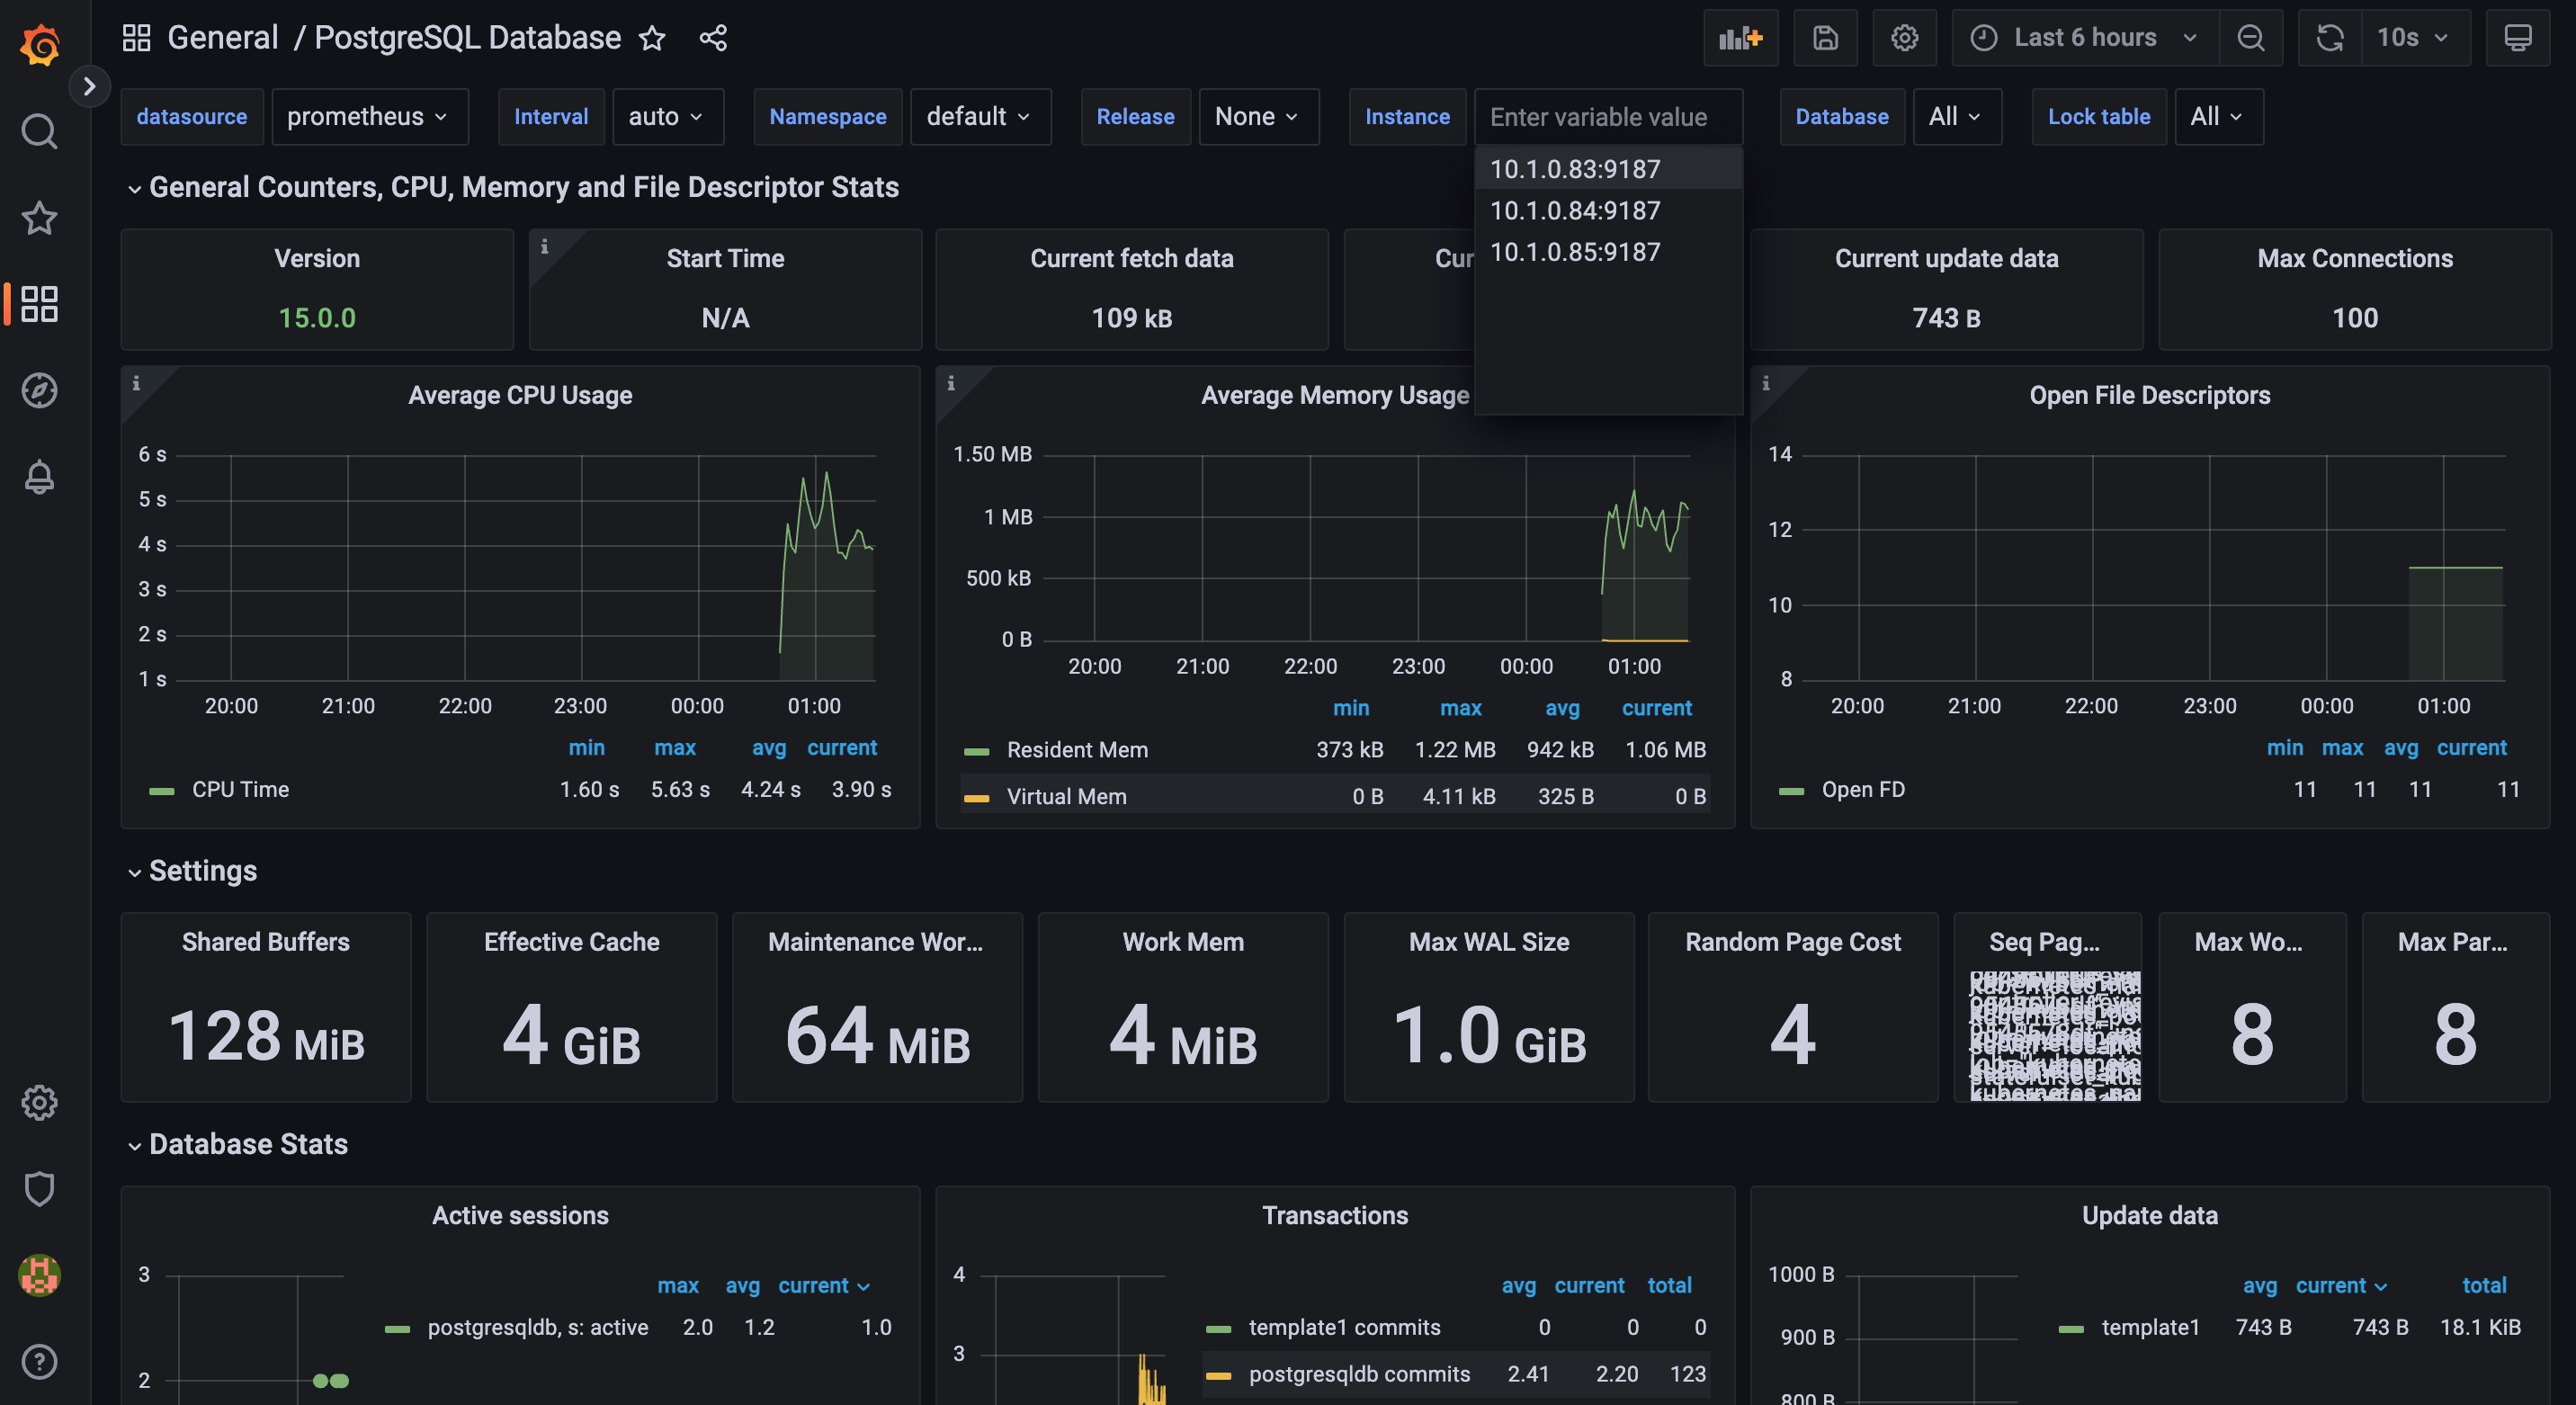 General / PostgreSQL Database
Last 6 hours
10s
datasource prometheus Interval auto Namespace default Release None Instance Enter variable value Database All Lock table All
10.1.0.83:9187
10.1.0.84:9187
10.1.0.85:9187
General Counters, CPU, Memory and File Descriptor Stats
Version
15.0.0
Start Time
N/A
Current fetch data
109 kB
Cur
Current update data
743 B
Max Connections
100
Average CPU Usage
6 s
5 s
4 s
3 s
2 s
1 s
20:00 21:00 22:00 23:00 00:00 01:00
min max avg current
CPU Time 1.60 s 5.63 s 4.24 s 3.90 s
Average Memory Usage
1.50 MB
1 MB
500 kB
0 B
20:00 21:00 22:00 23:00 00:00 01:00
min max avg current
Resident Mem 373 kB 1.22 MB 942 kB 1.06 MB
Virtual Mem 0 B 4.11 kB 325 B 0 B
Open File Descriptors
14
12
10
8
20:00 21:00 22:00 23:00 00:00 01:00
min max avg current
Open FD 11 11 11 11
Settings
Shared Buffers
128 MiB
Effective Cache
4 GiB
Maintenance Wor...
64 MiB
Work Mem
4 MiB
Max WAL Size
1.0 GiB
Random Page Cost
4
Seq Pag...
Max Wo...
8
Max Par...
8
Database Stats
Active sessions
3
2
max avg current
postgresqldb, s: active 2.0 1.2 1.0
Transactions
4
3
avg current total
template1 commits 0 0 0
postgresqldb commits 2.41 2.20 123
Update data
1000 B
900 B
800 B
avg current total
template1 743 B 743 B 18.1 KiB